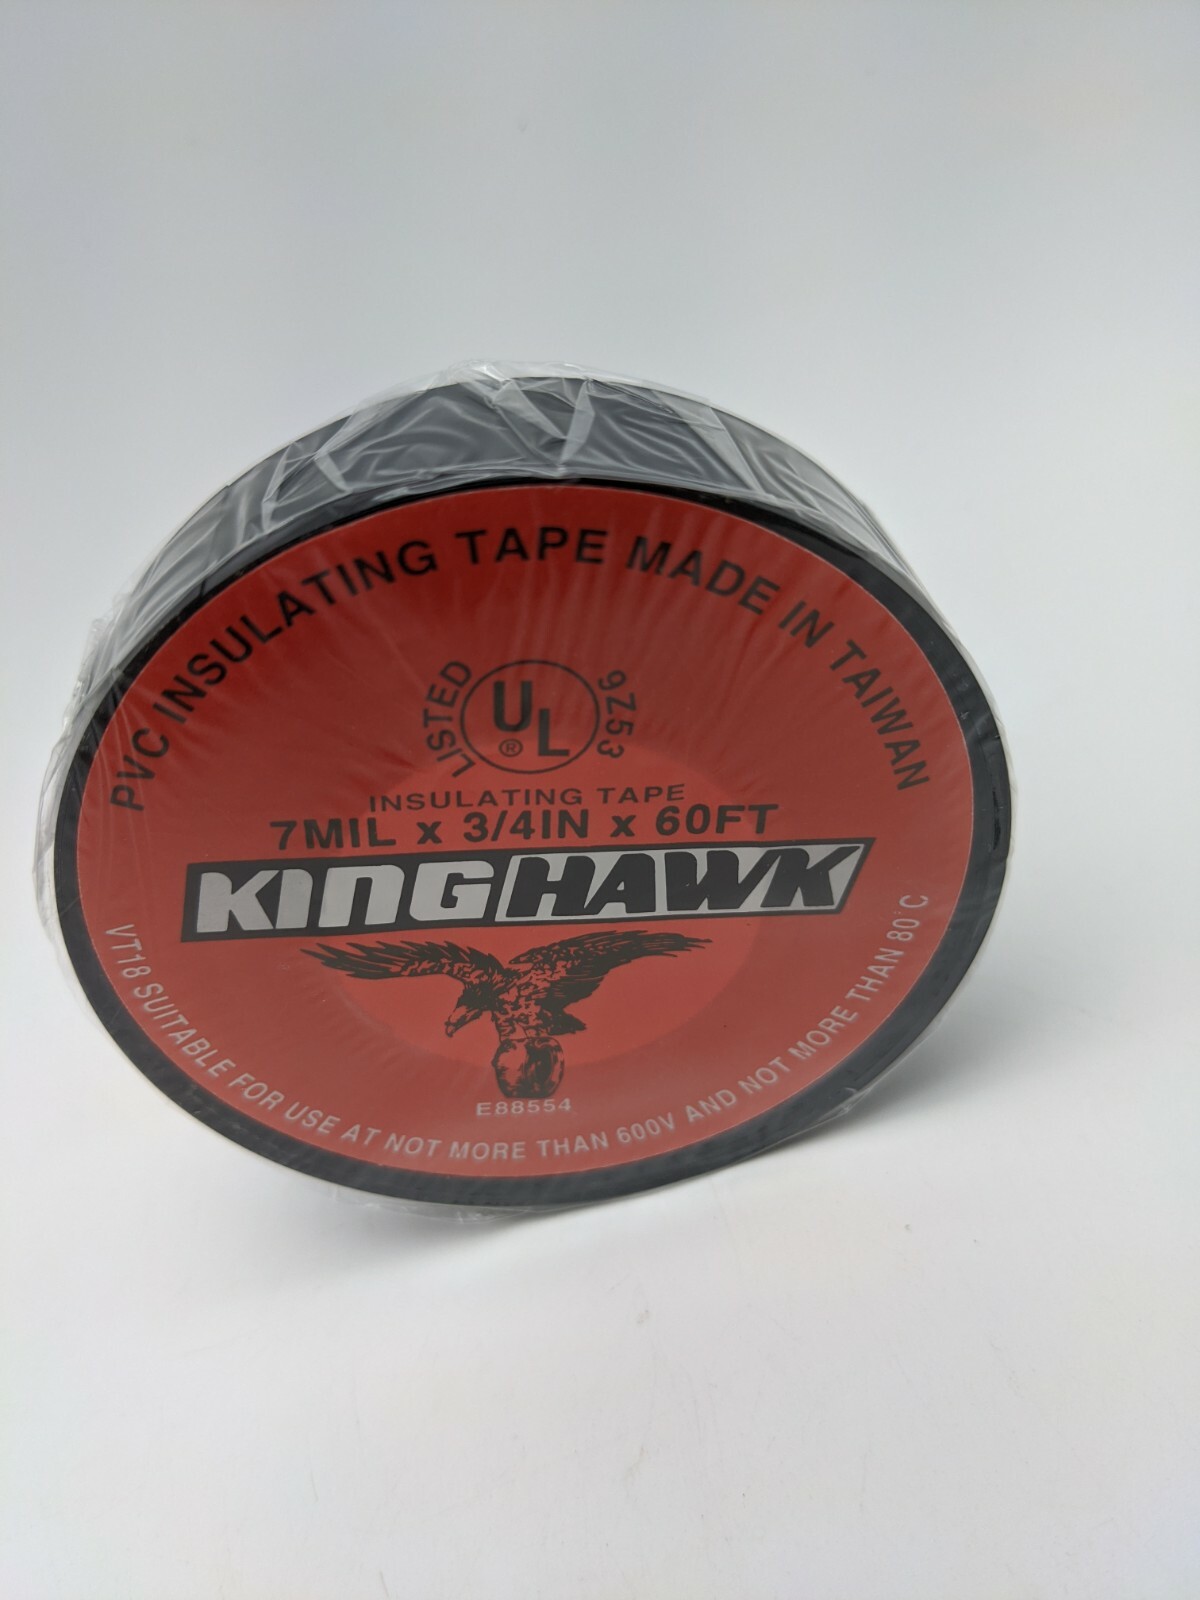 PVC INSULATING TAPE MADE IN TAIWAN
LISTED
UL
®
9Z53
INSULATING TAPE
7MIL x 3/4IN x 60FT
KINGHAWK
E88554
VT18 SUITABLE FOR USE AT NOT MORE THAN 600V AND NOT MORE THAN 80°C